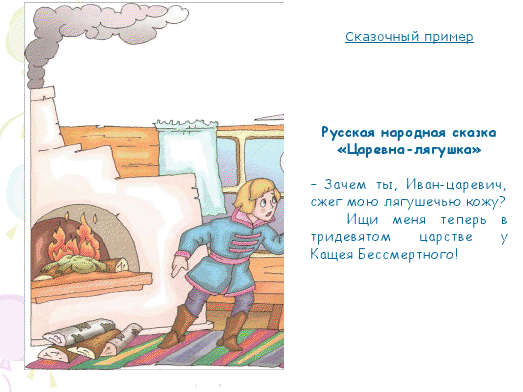 Сказочный пример
Русская народная сказка
«Царевна-лягушка»
– Зачем ты, Иван-царевич,
сжег мою лягушечью кожу?
Ищи меня теперь в
тридевятом царстве у
Кащея Бессмертного!